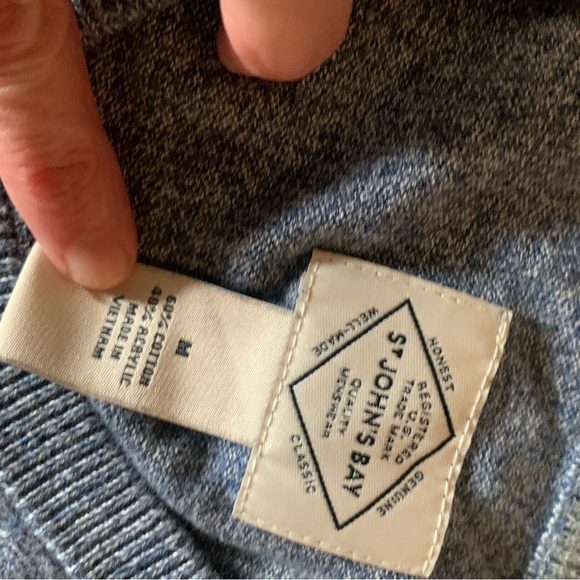 WELL-MADE
HONEST
REGISTERED
U.S.
TRADE MARK
ST JOHN'S BAY
QUALITY
MENSWEAR
CLASSIC
GENUINE
M
60% COTTON
40% ACRYLIC
MADE IN
VIETNAM